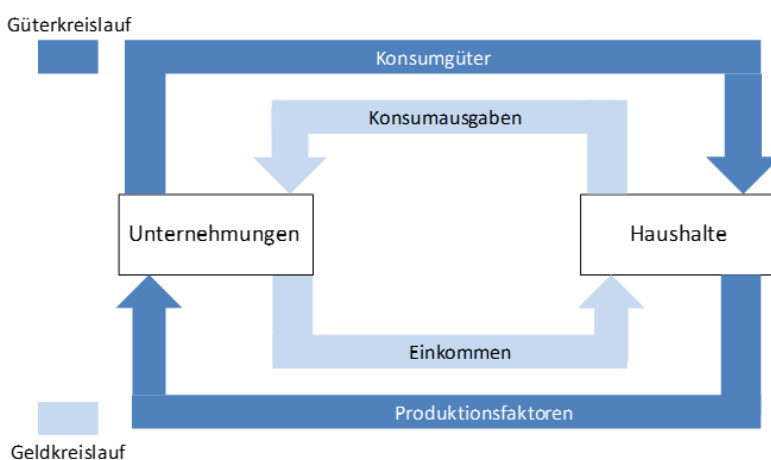 Güterkreislauf
Konsumgüter
Konsumausgaben
Unternehmungen
Haushalte
Einkommen
Produktionsfaktoren
Geldkreislauf